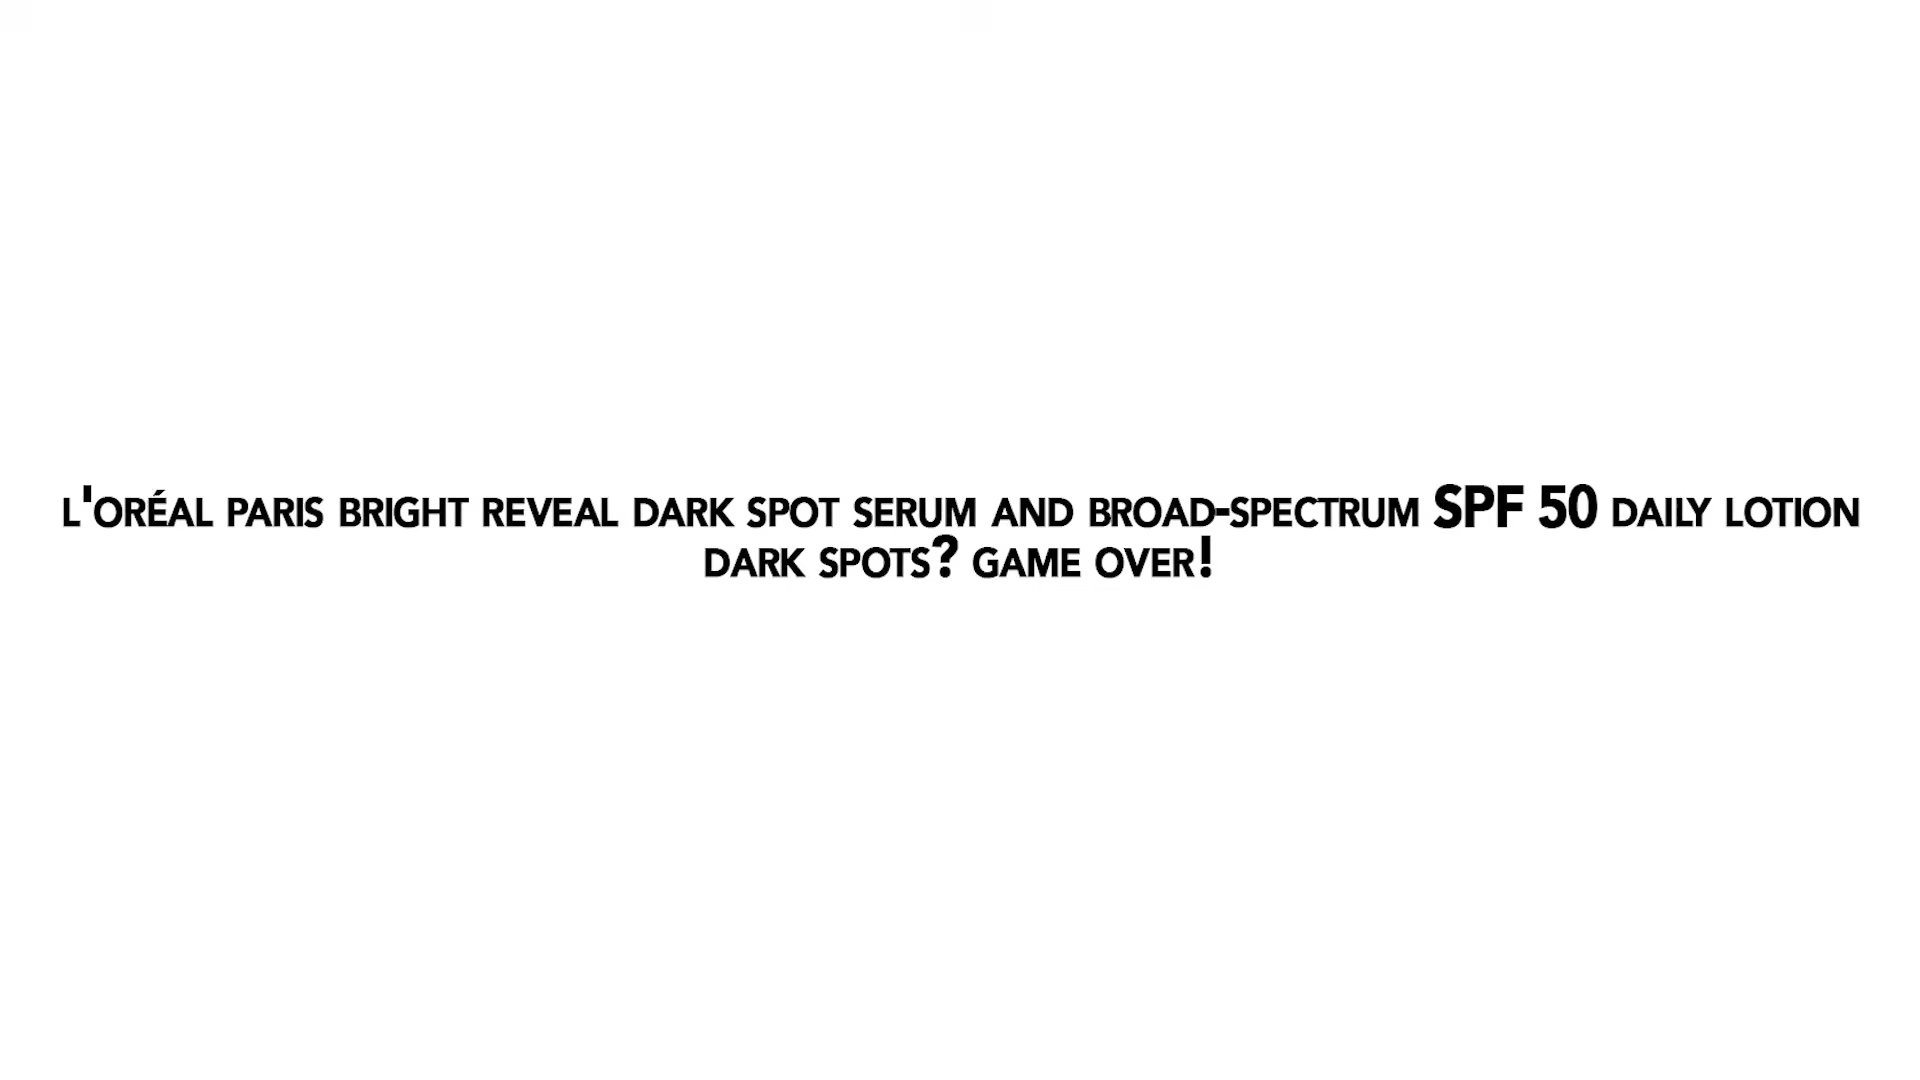 L'ORÉAL PARIS BRIGHT REVEAL DARK SPOT SERUM AND BROAD-SPECTRUM SPF 50 DAILY LOTION
DARK SPOTS? GAME OVER!